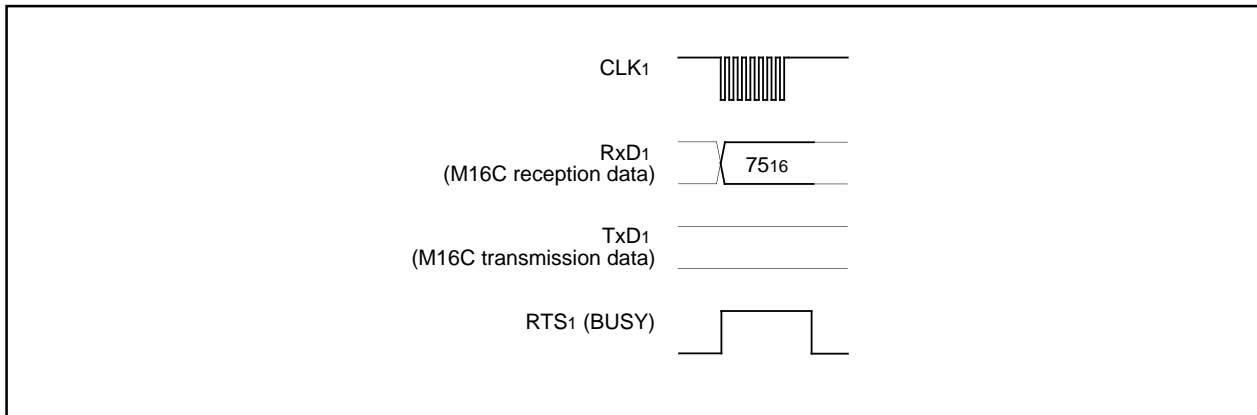 CLK1
RxD1
(M16C reception data)
7516
TxD1
(M16C transmission data)
RTS1 (BUSY)